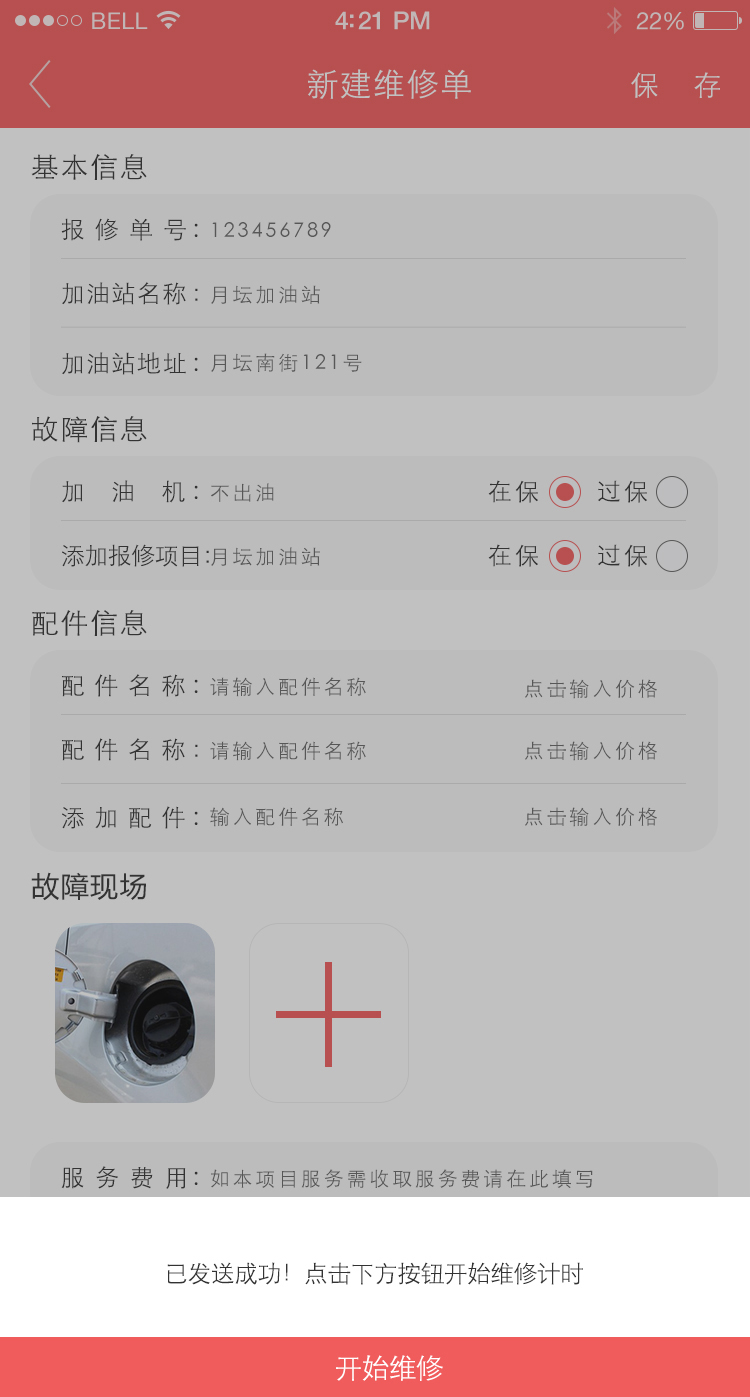 BELL 4:21 PM 22%
新建维修单 保 存
基本信息
报修单号：123456789
加油站名称：月坛加油站
加油站地址：月坛南街121号
故障信息
加油机：不出油 在保 过保
添加报修项目:月坛加油站 在保 过保
配件信息
配件名称：请输入配件名称 点击输入价格
配件名称：请输入配件名称 点击输入价格
添加配件：输入配件名称 点击输入价格
故障现场
服务费用：如本项目服务需收取服务费请在此填写
已发送成功！点击下方按钮开始维修计时
开始维修